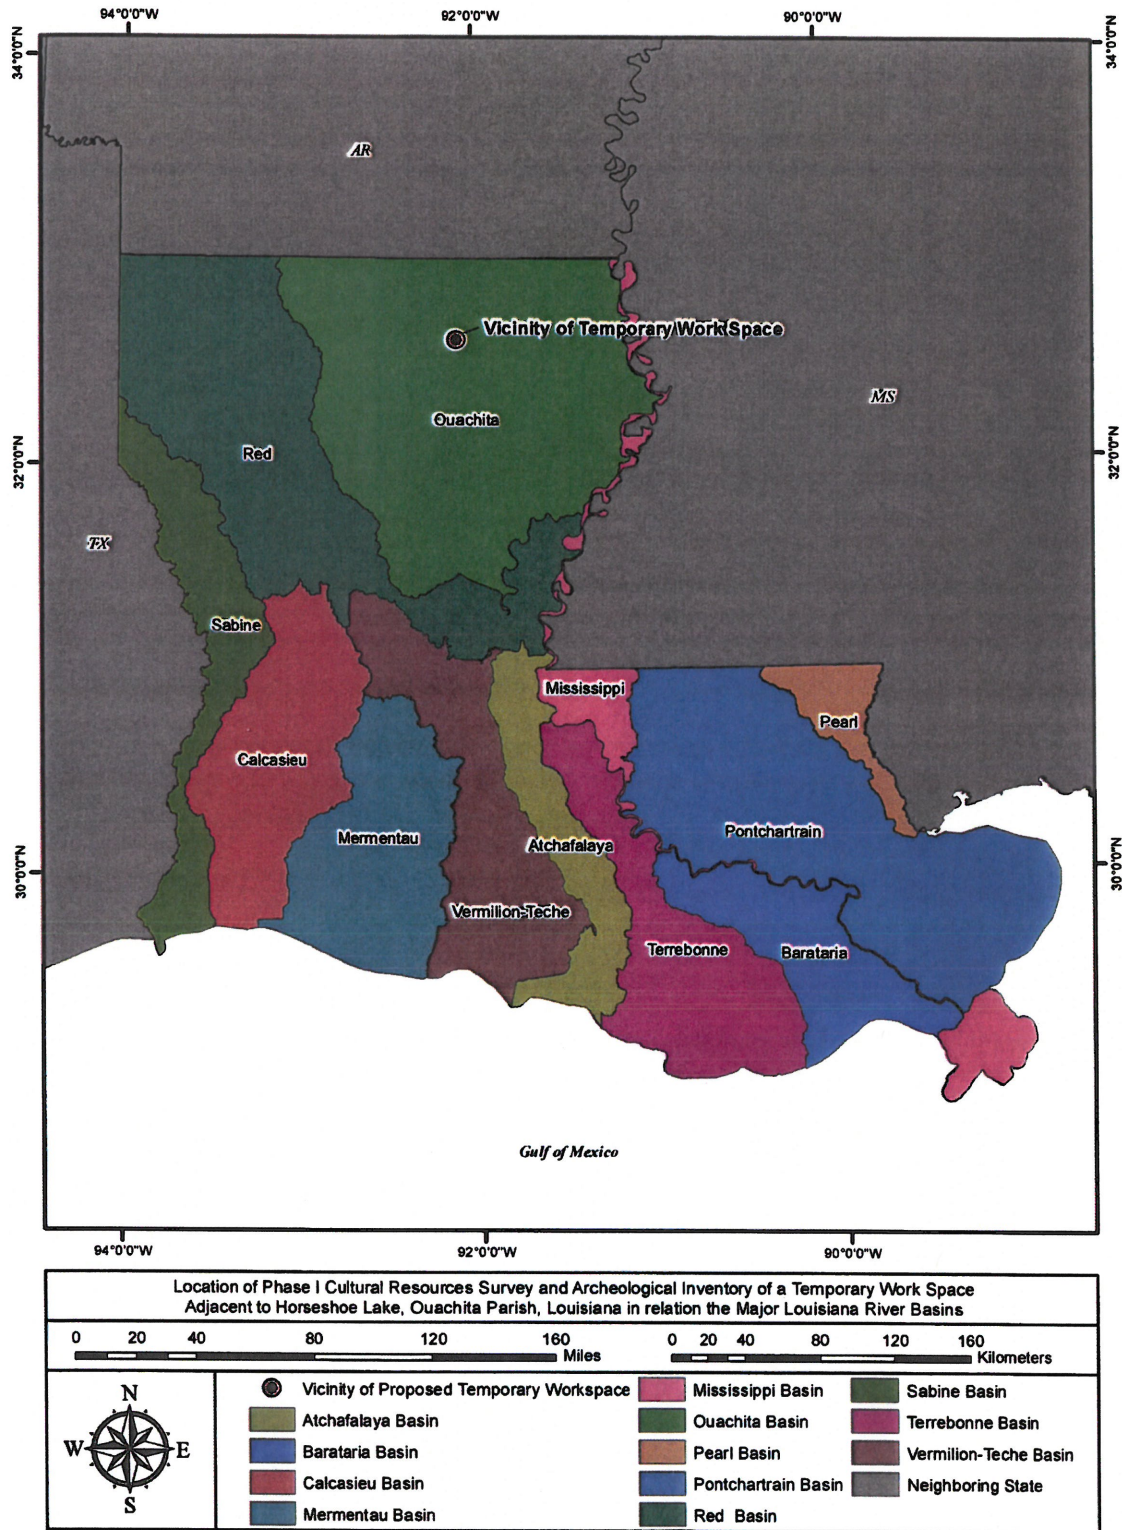 94°0'0"W
92°0'0"W
90°0'0"W
34°0'0"N
34°0'0"N
AR
Vicinity of Temporary Work Space
MS
Ouachita
Red
32°0'0"N
32°0'0"N
TX
Sabine
Mississippi
Pearl
Calcasieu
Pontchartrain
Mermentau
Atchafalaya
30°0'0"N
30°0'0"N
Vermilion-Teche
Terrebonne
Barataria
Gulf of Mexico
94°0'0"W
92°0'0"W
90°0'0"W
Location of Phase I Cultural Resources Survey and Archeological Inventory of a Temporary Work Space
Adjacent to Horseshoe Lake, Ouachita Parish, Louisiana in relation the Major Louisiana River Basins
0 20 40 80 120 160
Miles
0 20 40 80 120 160
Kilometers
N
W E
S
Vicinity of Proposed Temporary Workspace
Atchafalaya Basin
Barataria Basin
Calcasieu Basin
Mermentau Basin
Mississippi Basin
Ouachita Basin
Pearl Basin
Pontchartrain Basin
Red Basin
Sabine Basin
Terrebonne Basin
Vermilion-Teche Basin
Neighboring State